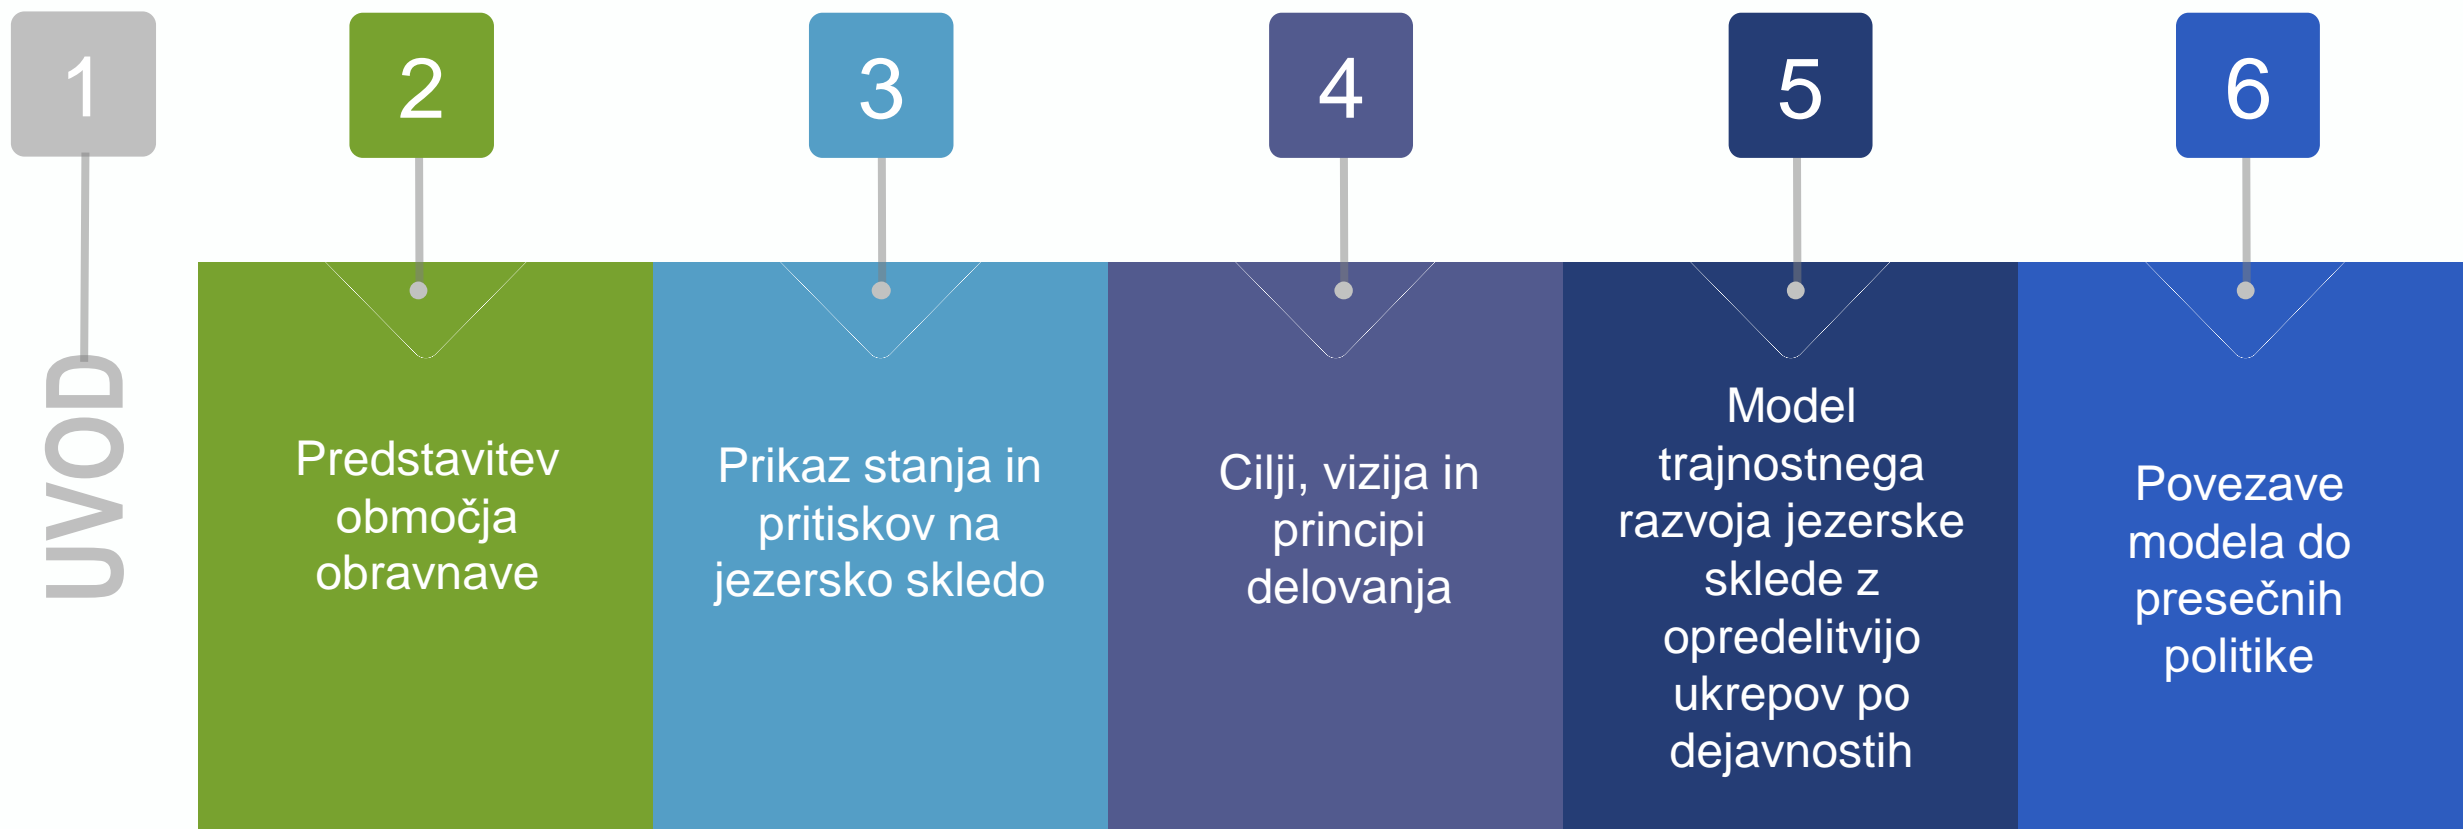 1
UVOD
2
Predstavitev
območja
obravnave
3
Prikaz stanja in
pritiskov na
jezersko skledo
4
Cilji, vizija in
principi
delovanja
5
Model
trajnostnega
razvoja jezerske
sklede z
opredelitvijo
ukrepov po
dejavnostih
6
Povezave
modela do
presečnih
politike